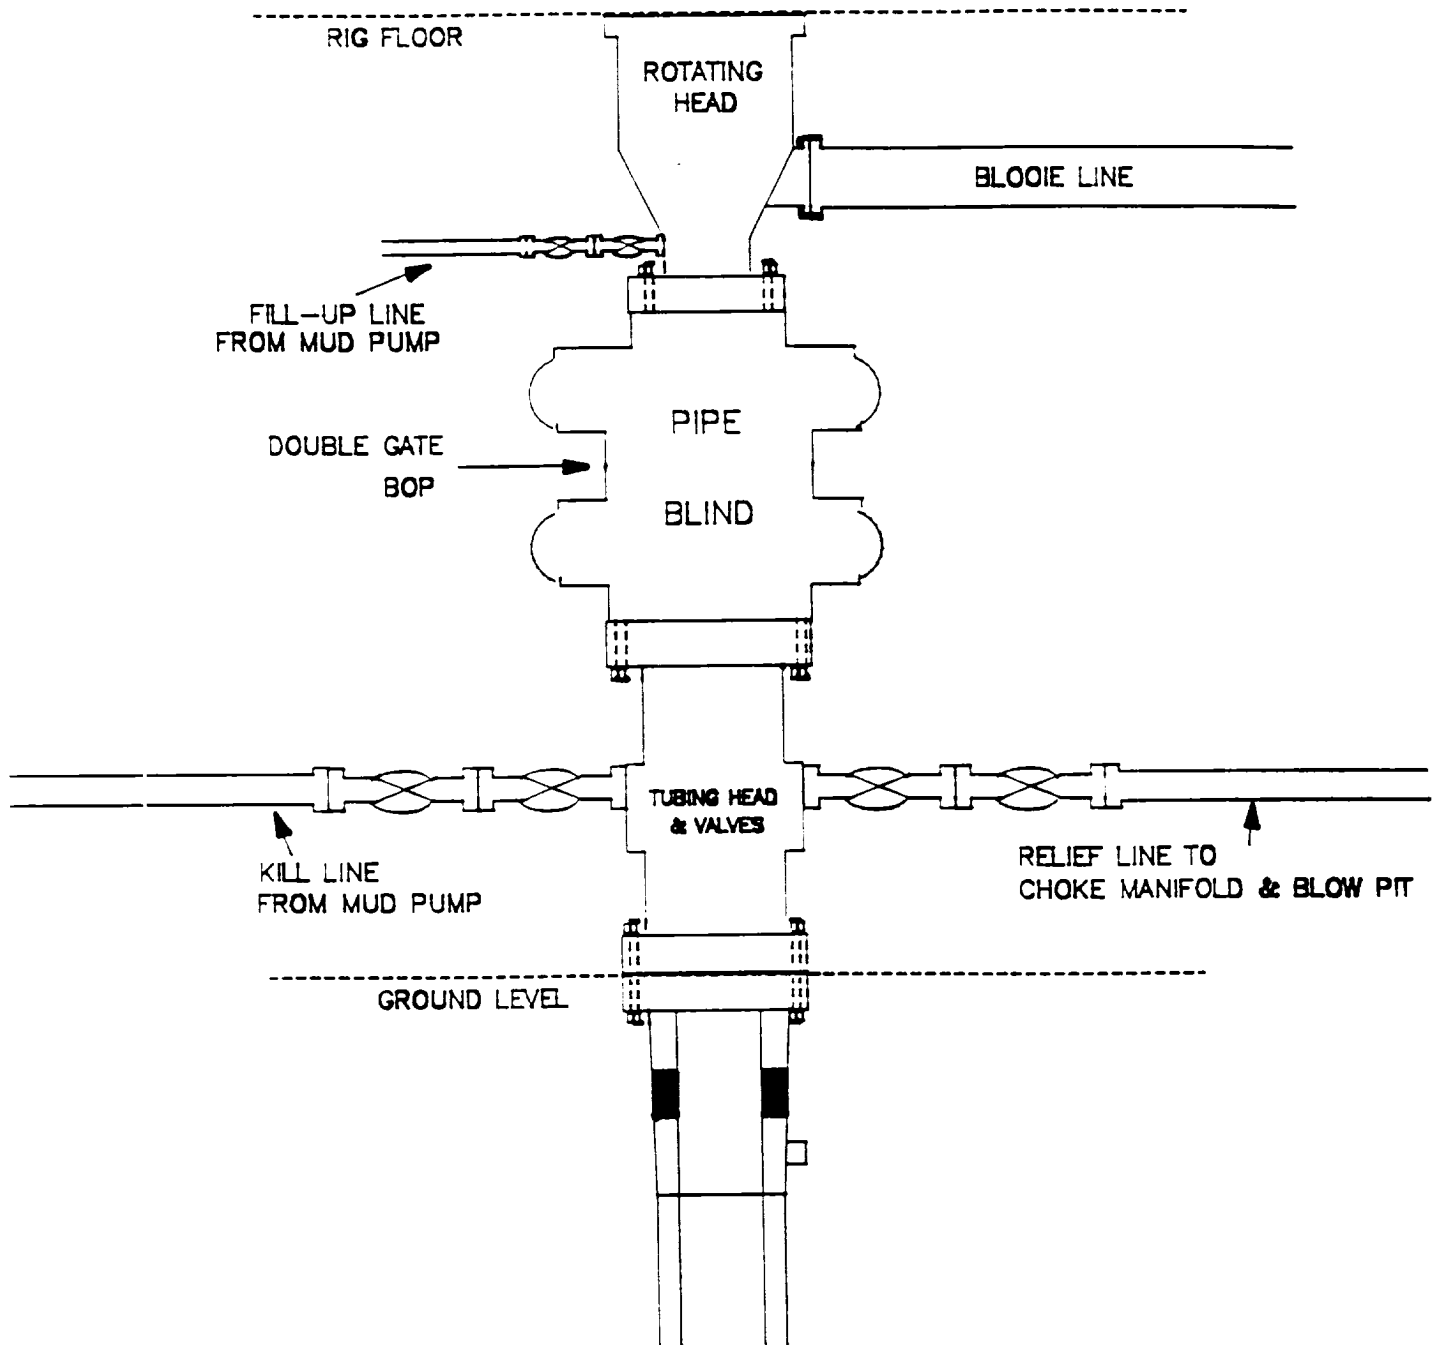 RIG FLOOR
ROTATING
HEAD
BLOOIE LINE
FILL-UP LINE
FROM MUD PUMP
PIPE
DOUBLE GATE
BOP
BLIND
TUBING HEAD
& VALVES
KILL LINE
FROM MUD PUMP
RELIEF LINE TO
CHOKE MANIFOLD & BLOW PIT
GROUND LEVEL